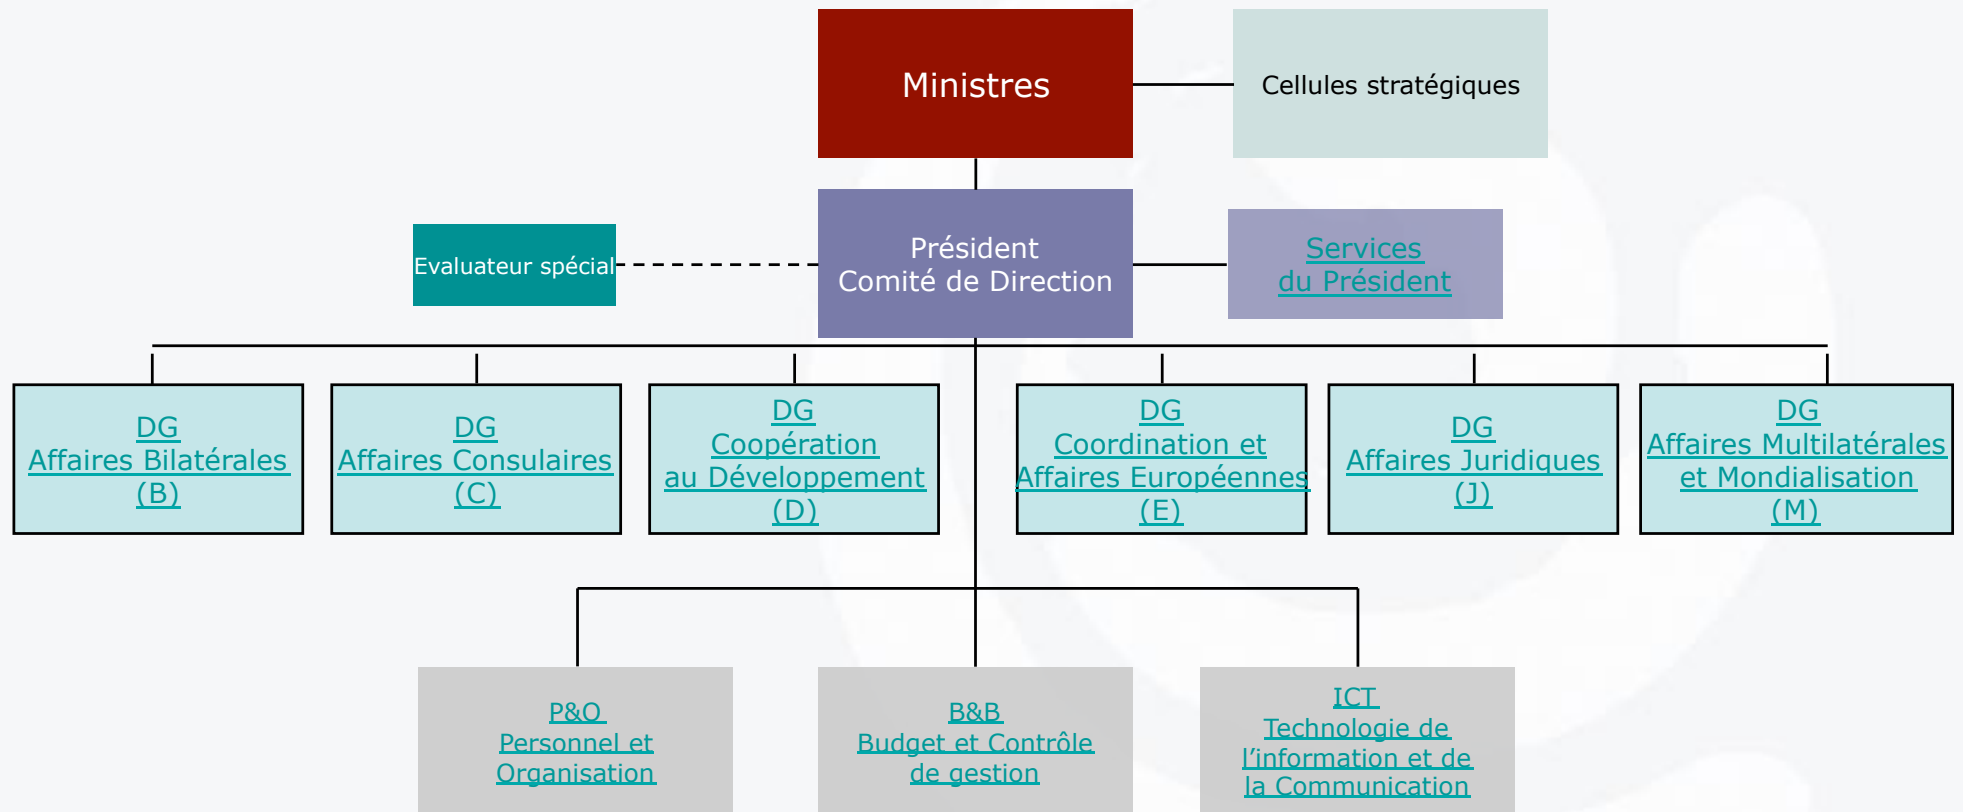 Ministres
Cellules stratégiques
Evaluateur spécial
Président
Comité de Direction
Services
du Président
DG
Affaires Bilatérales
(B)
DG
Affaires Consulaires
(C)
DG
Coopération
au Développement
(D)
DG
Coordination et
Affaires Européennes
(E)
DG
Affaires Juridiques
(J)
DG
Affaires Multilatérales
et Mondialisation
(M)
P&O
Personnel et
Organisation
B&B
Budget et Contrôle
de gestion
ICT
Technologie de
l’information et de
la Communication